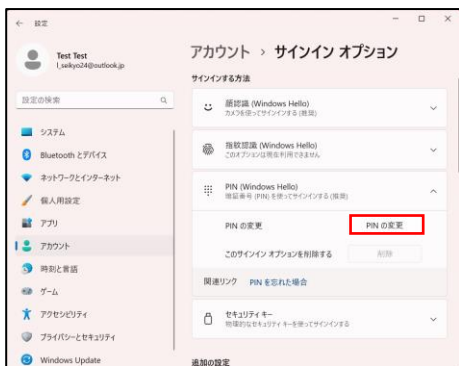 設定
Test Test
l_seikyo24@outlook.jp
設定の検索
システム
Bluetooth とデバイス
ネットワークとインターネット
個人用設定
アプリ
アカウント
時刻と言語
ゲーム
アクセシビリティ
プライバシーとセキュリティ
Windows Update
アカウント › サインイン オプション
サインインする方法
顔認識 (Windows Hello)
カメラを使ってサインインする (推奨)
指紋認識 (Windows Hello)
このオプションは現在利用できません
PIN (Windows Hello)
暗証番号 (PIN) を使ってサインインする (推奨)
PIN の変更
PIN の変更
このサインイン オプションを削除する
削除
関連リンク PIN を忘れた場合
セキュリティ キー
物理的なセキュリティ キーを使ってサインインする
追加の設定